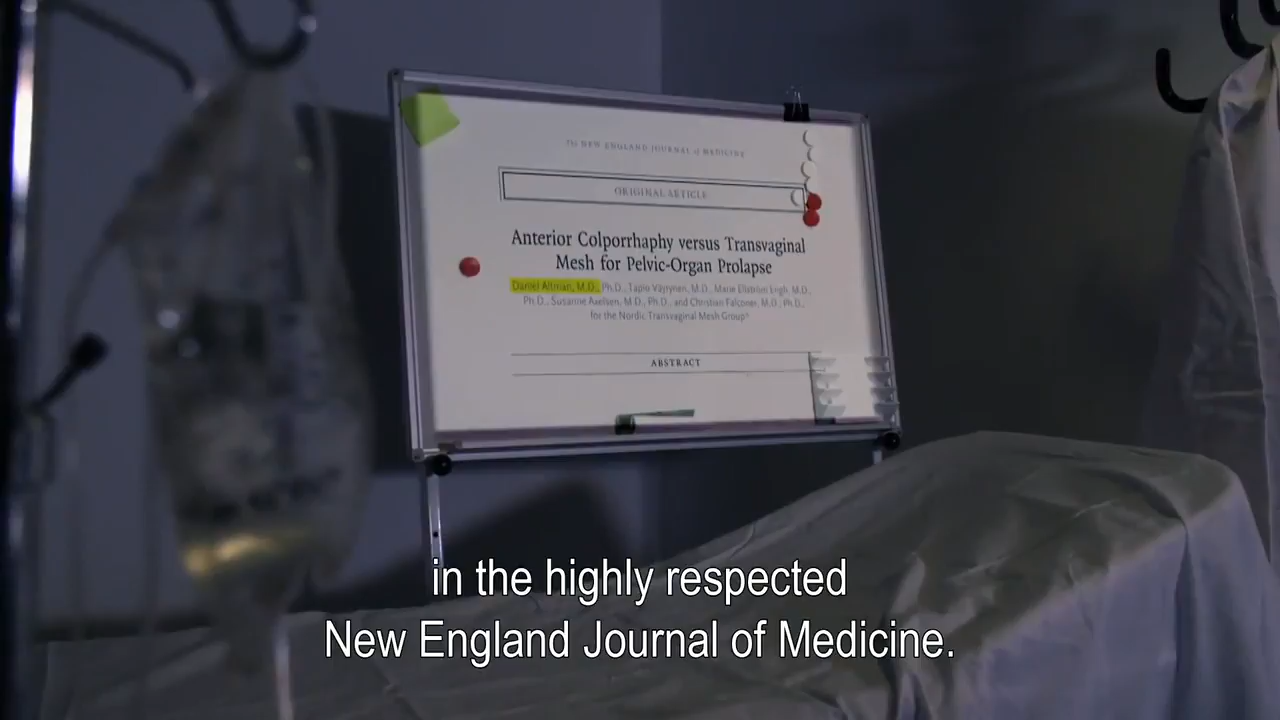 The NEW ENGLAND JOURNAL of MEDICINE
ORIGINAL ARTICLE
Anterior Colporrhaphy versus Transvaginal
Mesh for Pelvic-Organ Prolapse
Daniel Altman, M.D., Ph.D., Tapio Väyrynen, M.D., Marie Ellström Engh, M.D.,
Ph.D., Susanne Axelsen, M.D., Ph.D., and Christian Falconer, M.D., Ph.D.,
for the Nordic Transvaginal Mesh Group*
ABSTRACT
in the highly respected
New England Journal of Medicine.